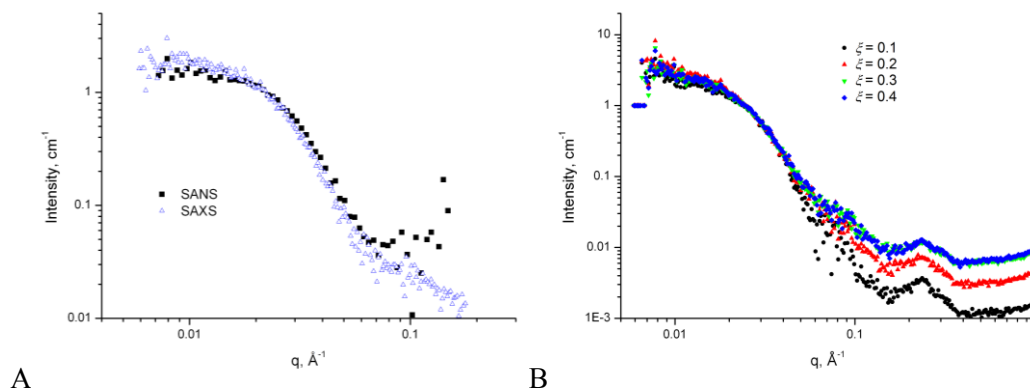 Intensity, cm⁻¹
1
0.1
0.01
SANS
SAXS
0.01
0.1
q, Å⁻¹
A
Intensity, cm⁻¹
10
1
0.1
0.01
1E-3
ξ = 0.1
ξ = 0.2
ξ = 0.3
ξ = 0.4
0.01
0.1
q, Å⁻¹
B